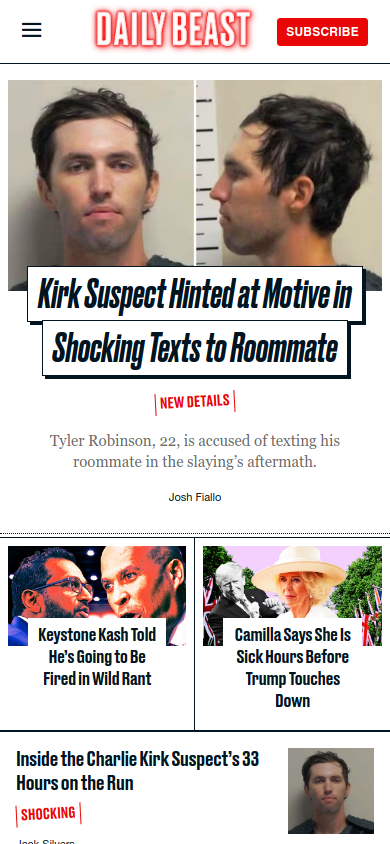 DAILY BEAST
SUBSCRIBE
Kirk Suspect Hinted at Motive in
Shocking Texts to Roommate
NEW DETAILS
Tyler Robinson, 22, is accused of texting his
roommate in the slaying’s aftermath.
Josh Fiallo
Keystone Kash Told
He’s Going to Be
Fired in Wild Rant
Camilla Says She Is
Sick Hours Before
Trump Touches
Down
Inside the Charlie Kirk Suspect’s 33
Hours on the Run
SHOCKING